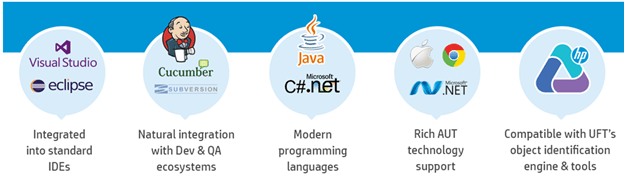 Visual Studio
eclipse
Integrated
into standard
IDEs
Cucumber
SUBVERSION
Natural integration
with Dev & QA
ecosystems
Java
Microsoft
C#.net
Modern
programming
languages
Microsoft
.NET
Rich AUT
technology
support
hp
Compatible with UFT's
object identification
engine & tools